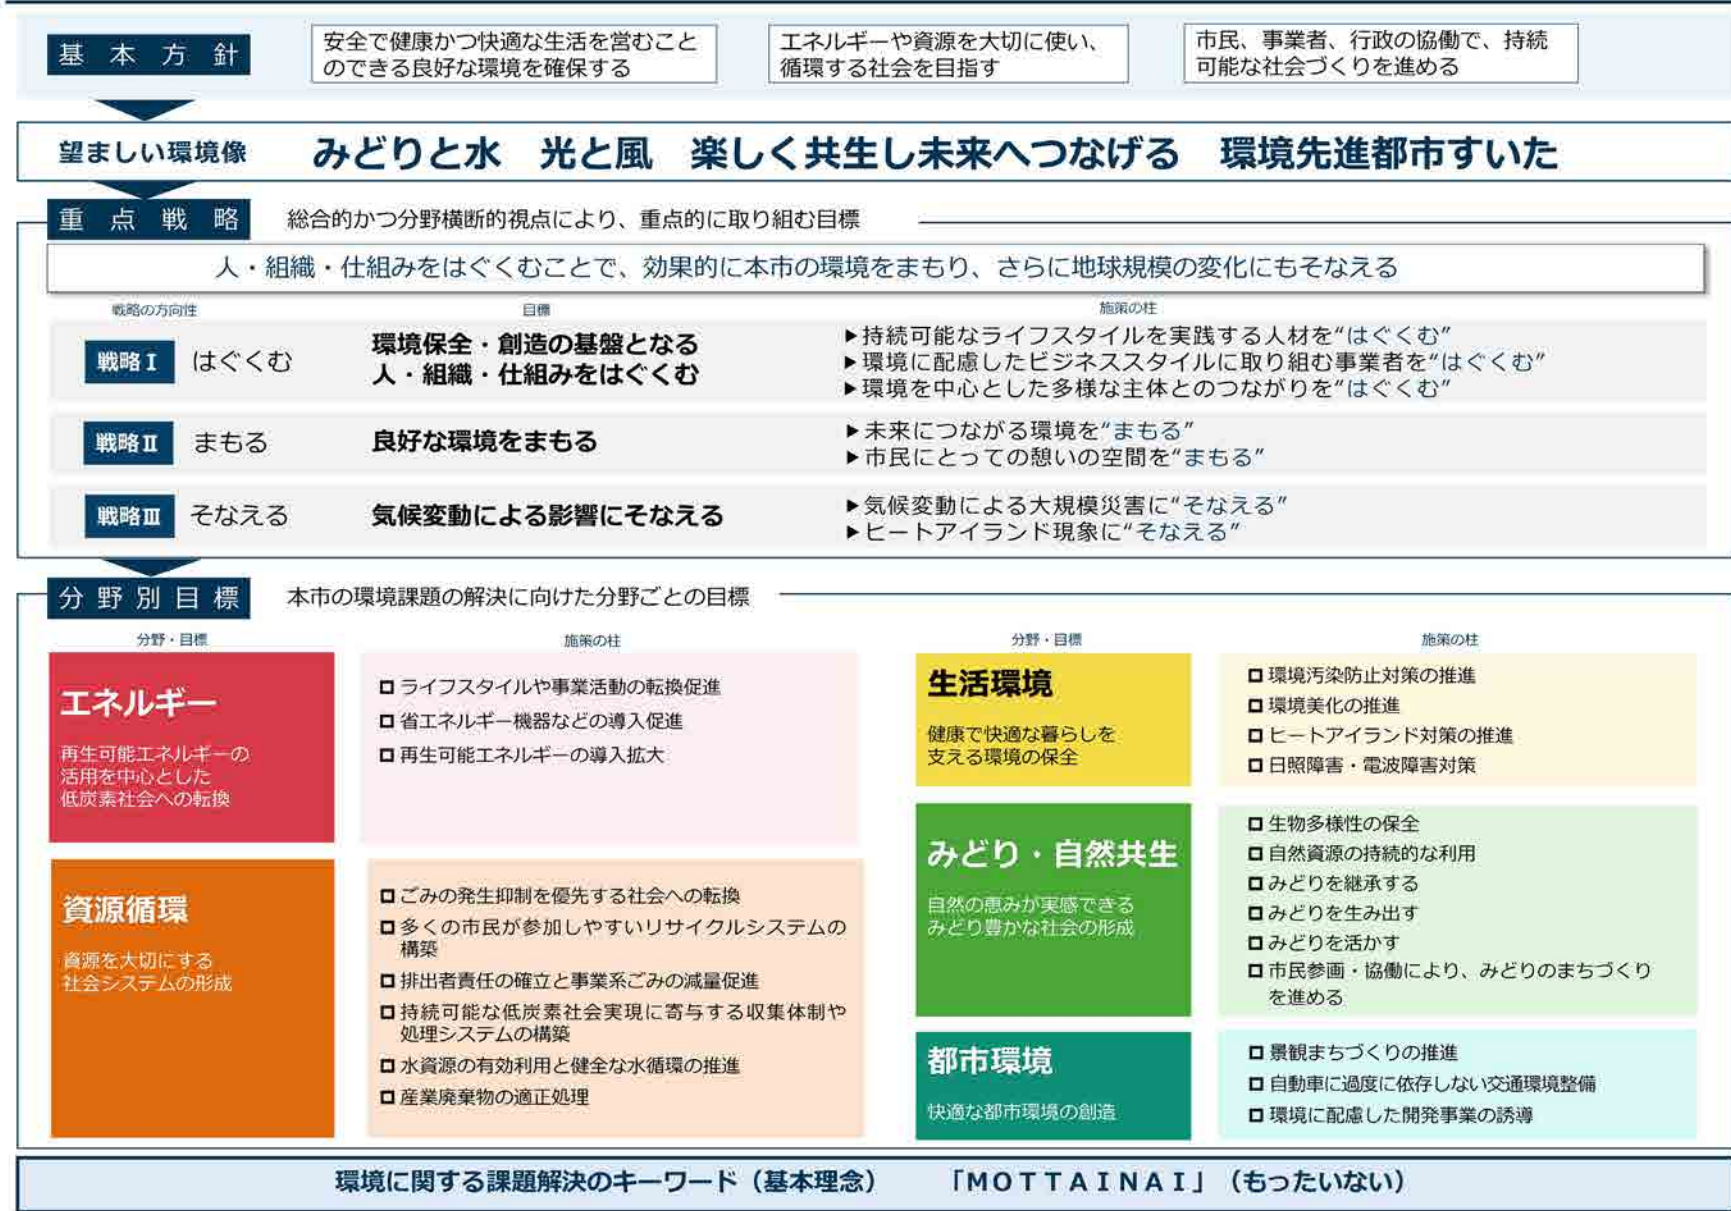 基本方針
安全で健康かつ快適な生活を営むこと
のできる良好な環境を確保する
エネルギーや資源を大切に使い、
循環する社会を目指す
市民、事業者、行政の協働で、持続
可能な社会づくりを進める
望ましい環境像
みどりと水　光と風　楽しく共生し未来へつなげる　環境先進都市すいた
重点戦略
総合的かつ分野横断的視点により、重点的に取り組む目標
人・組織・仕組みをはぐくむことで、効果的に本市の環境をまもり、さらに地球規模の変化にもそなえる
戦略の方向性
目標
施策の柱
戦略Ⅰ はぐくむ
環境保全・創造の基盤となる
人・組織・仕組みをはぐくむ
▶持続可能なライフスタイルを実践する人材を“はぐくむ”
▶環境に配慮したビジネススタイルに取り組む事業者を“はぐくむ”
▶環境を中心とした多様な主体とのつながりを“はぐくむ”
戦略Ⅱ まもる
良好な環境をまもる
▶未来につながる環境を“まもる”
▶市民にとっての憩いの空間を“まもる”
戦略Ⅲ そなえる
気候変動による影響にそなえる
▶気候変動による大規模災害に“そなえる”
▶ヒートアイランド現象に“そなえる”
分野別目標
本市の環境課題の解決に向けた分野ごとの目標
分野・目標
施策の柱
エネルギー
再生可能エネルギーの
活用を中心とした
低炭素社会への転換
□ライフスタイルや事業活動の転換促進
□省エネルギー機器などの導入促進
□再生可能エネルギーの導入拡大
資源循環
資源を大切にする
社会システムの形成
□ごみの発生抑制を優先する社会への転換
□多くの市民が参加しやすいリサイクルシステムの
構築
□排出者責任の確立と事業系ごみの減量促進
□持続可能な低炭素社会実現に寄与する収集体制や
処理システムの構築
□水資源の有効利用と健全な水循環の推進
□産業廃棄物の適正処理
分野・目標
施策の柱
生活環境
健康で快適な暮らしを
支える環境の保全
□環境汚染防止対策の推進
□環境美化の推進
□ヒートアイランド対策の推進
□日照障害・電波障害対策
みどり・自然共生
自然の恵みが実感できる
みどり豊かな社会の形成
□生物多様性の保全
□自然資源の持続的な利用
□みどりを継承する
□みどりを生み出す
□みどりを活かす
□市民参画・協働により、みどりのまちづくり
を進める
都市環境
快適な都市環境の創造
□景観まちづくりの推進
□自動車に過度に依存しない交通環境整備
□環境に配慮した開発事業の誘導
環境に関する課題解決のキーワード（基本理念）　「ＭＯＴＴＡＩＮＡＩ」（もったいない）